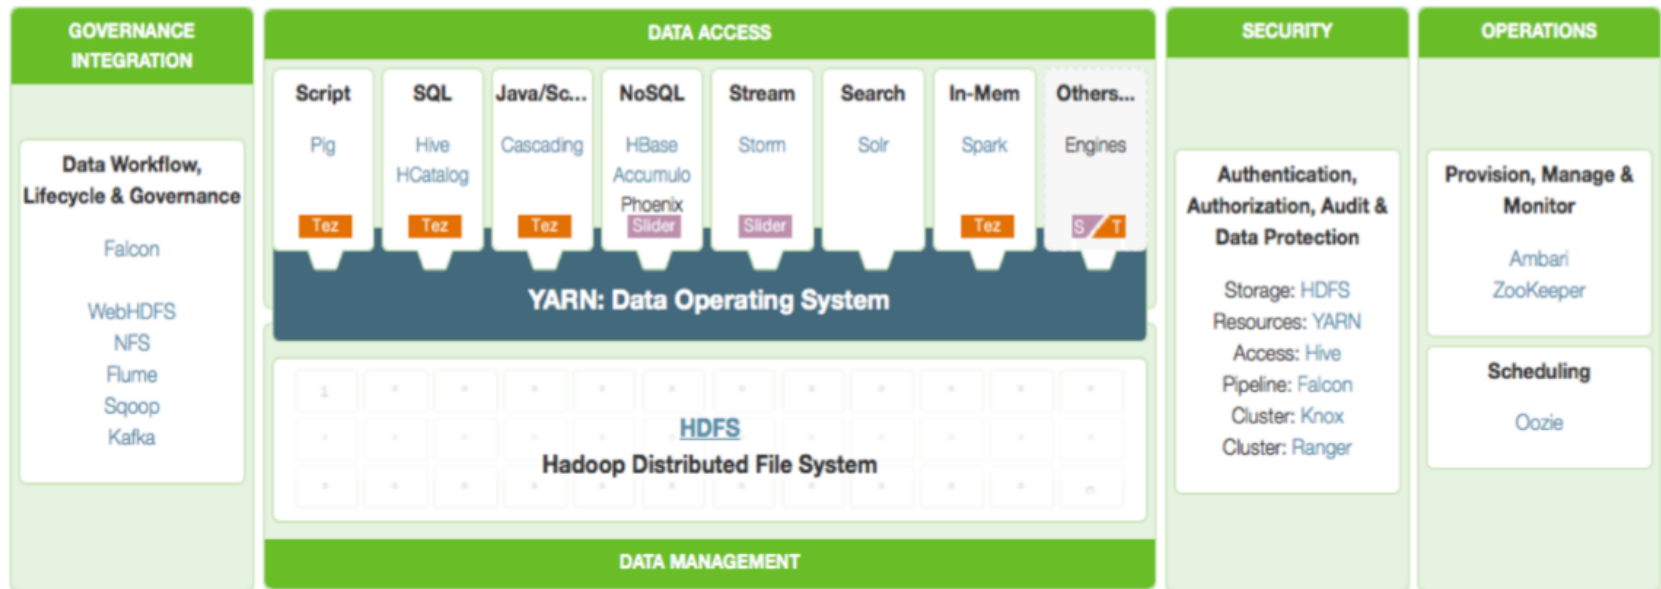 GOVERNANCE
INTEGRATION
Data Workflow,
Lifecycle & Governance
Falcon
WebHDFS
NFS
Flume
Sqoop
Kafka
DATA ACCESS
Script
Pig
Tez
SQL
Hive
HCatalog
Tez
Java/Sc...
Cascading
Tez
NoSQL
HBase
Accumulo
Phoenix
Slider
Stream
Storm
Slider
Search
Solr
In-Mem
Spark
Tez
Others...
Engines
S/T
YARN: Data Operating System
1
HDFS
Hadoop Distributed File System
n
DATA MANAGEMENT
SECURITY
Authentication,
Authorization, Audit &
Data Protection
Storage: HDFS
Resources: YARN
Access: Hive
Pipeline: Falcon
Cluster: Knox
Cluster: Ranger
OPERATIONS
Provision, Manage &
Monitor
Ambari
ZooKeeper
Scheduling
Oozie